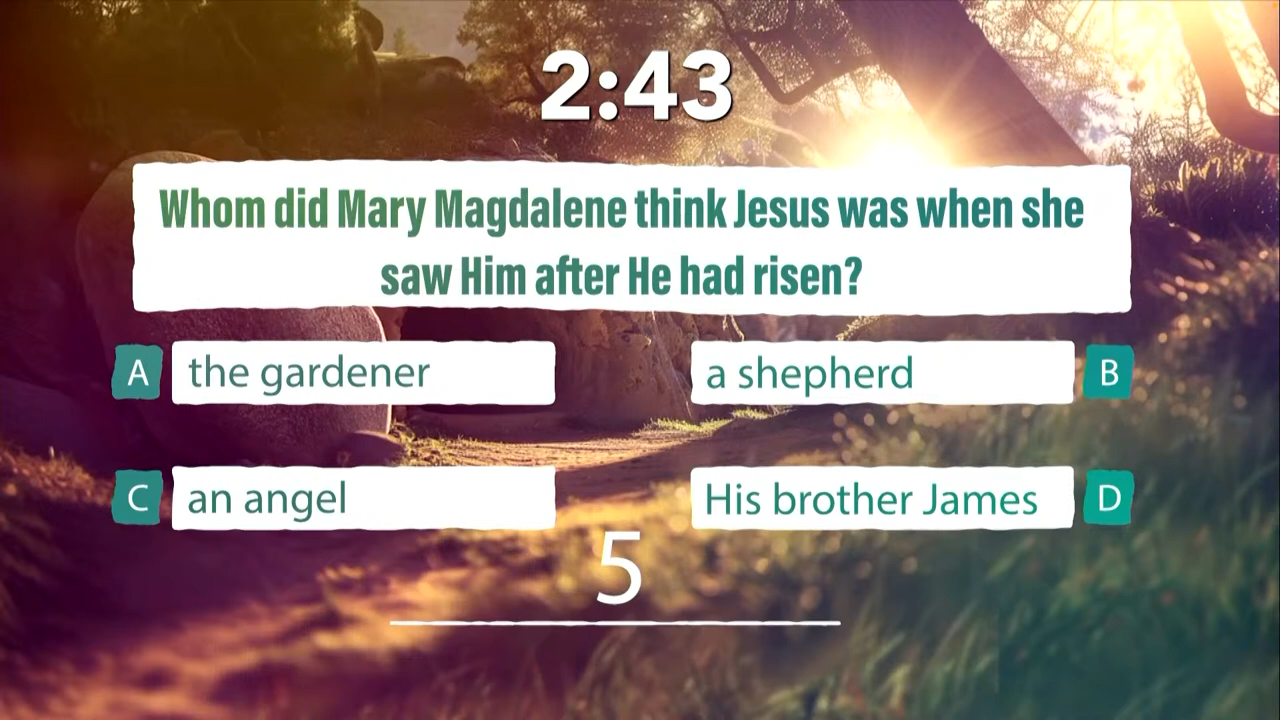 2:43
Whom did Mary Magdalene think Jesus was when she
saw Him after He had risen?
A the gardener
a shepherd B
C an angel
His brother James D
5